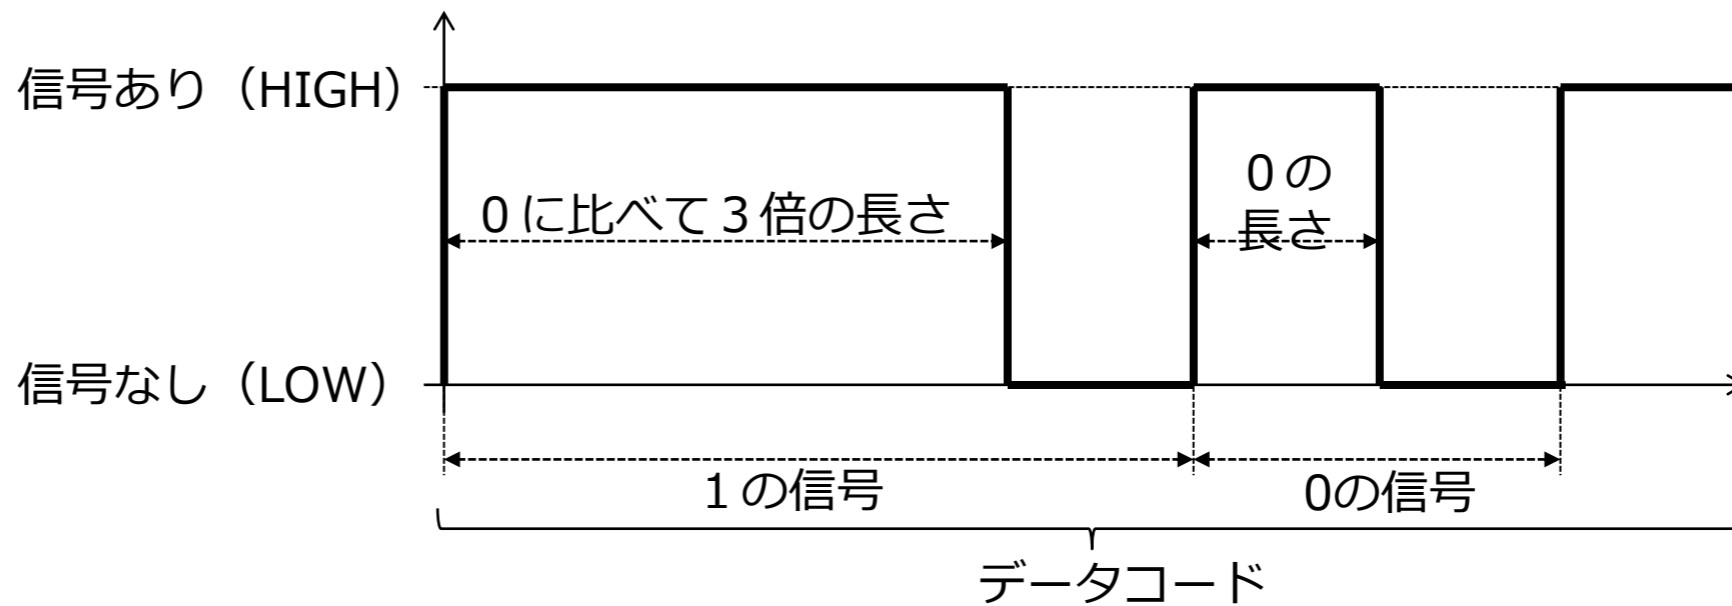 信号あり（HIGH）
０に比べて３倍の長さ
０の
長さ
信号なし（LOW）
１の信号
0の信号
データコード